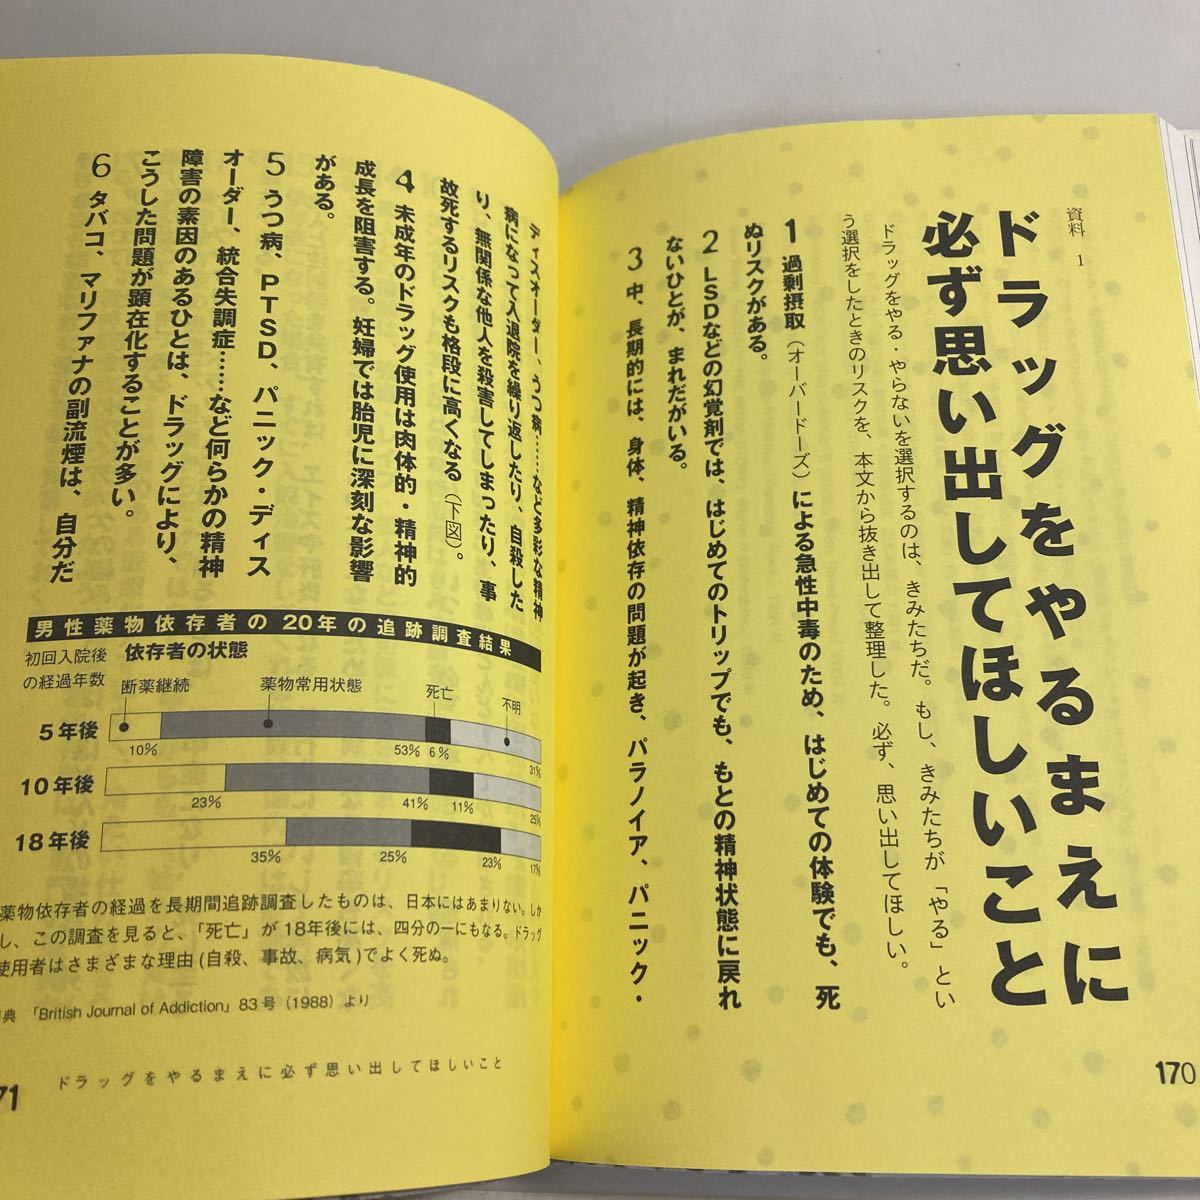 資料 1
ドラッグをやるまえに
必ず思い出してほしいこと
ドラッグをやる・やらないを選択するのは、きみたちだ。もし、きみたちが「やる」とい
う選択をしたときのリスクを、本文から抜き出して整理した。必ず、思い出してほしい。
1 過剰摂取（オーバードーズ）による急性中毒のため、はじめての体験でも、死
ぬリスクがある。
2 LSDなどの幻覚剤では、はじめてのトリップでも、もとの精神状態に戻れ
ないひとが、まれだがいる。
3 中、長期的には、身体、精神依存の問題が起き、パラノイア、パニック・
170
ディスオーダー、うつ病……など多彩な精神
病になって入退院を繰り返したり、自殺した
り、無関係な他人を殺害してしまったり、事
故死するリスクも格段に高くなる（下図）。
4 未成年のドラッグ使用は肉体的・精神的
成長を阻害する。妊婦では胎児に深刻な影響
がある。
5 うつ病、PTSD、パニック・ディス
オーダー、統合失調症……など何らかの精神
障害の素因のあるひとは、ドラッグにより、
こうした問題が顕在化することが多い。
6 タバコ、マリファナの副流煙は、自分だ
男性薬物依存者の20年の追跡調査結果
初回入院後
の経過年数
依存者の状態
断薬継続 薬物常用状態 死亡 不明
5年後 10% 53% 6% 31%
10年後 23% 41% 11% 25%
18年後 35% 25% 23% 17%
薬物依存者の経過を長期間追跡調査したものは、日本にはあまりない。しか
し、この調査を見ると、「死亡」が18年後には、四分の一にもなる。ドラッグ
使用者はさまざまな理由(自殺、事故、病気)でよく死ぬ。
典 「British Journal of Addiction」83号(1988)より
71 ドラッグをやるまえに必ず思い出してほしいこと